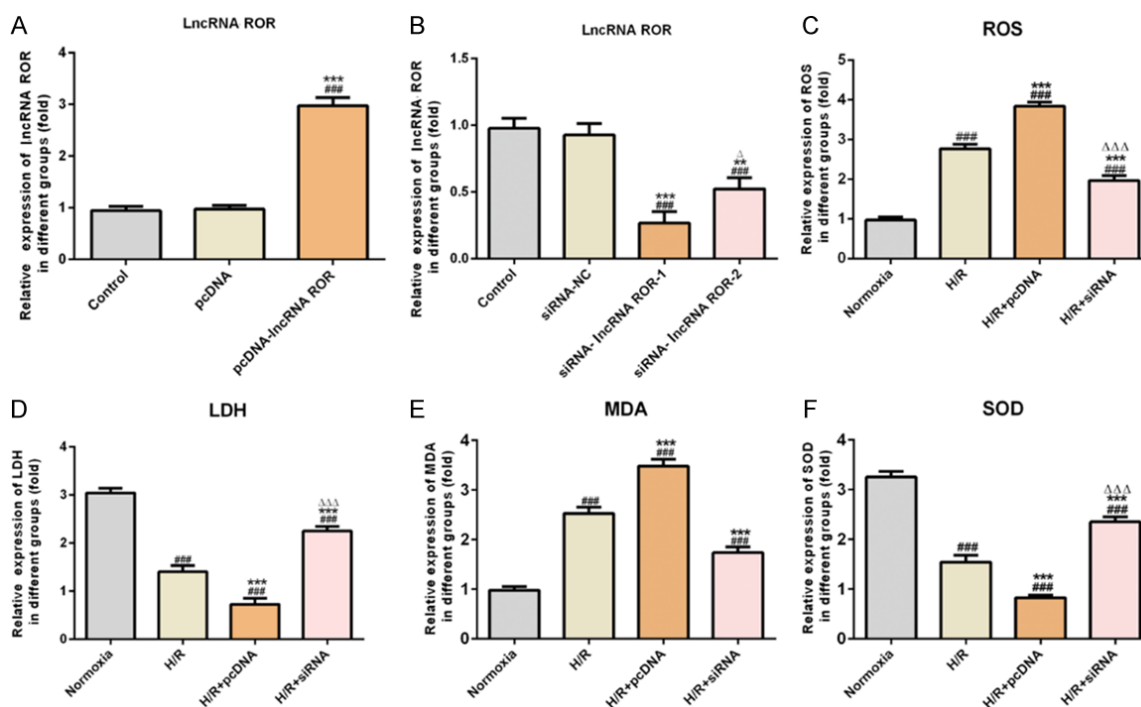 A
LncRNA ROR
Relative expression of lncRNA ROR
in different groups (fold)
4
3
2
1
0
***
###
Control
pcDNA
pcDNA-lncRNA ROR
B
LncRNA ROR
Relative expression of lncRNA ROR
in different groups (fold)
1.5
1.0
0.5
0.0
***
###
Δ
**
###
Control
siRNA-NC
siRNA- lncRNA ROR-1
siRNA- lncRNA ROR-2
C
ROS
Relative expression of ROS
in different groups (fold)
5
4
3
2
1
0
###
***
###
ΔΔΔ
***
###
Normoxia
H/R
H/R+pcDNA
H/R+siRNA
D
LDH
Relative expression of LDH
in different groups (fold)
4
3
2
1
0
###
***
###
ΔΔΔ
***
###
Normoxia
H/R
H/R+pcDNA
H/R+siRNA
E
MDA
Relative expression of MDA
in different groups (fold)
4
3
2
1
0
###
***
###
***
###
Normoxia
H/R
H/R+pcDNA
H/R+siRNA
F
SOD
Relative expression of SOD
in different groups (fold)
4
3
2
1
0
###
***
###
ΔΔΔ
***
###
Normoxia
H/R
H/R+pcDNA
H/R+siRNA